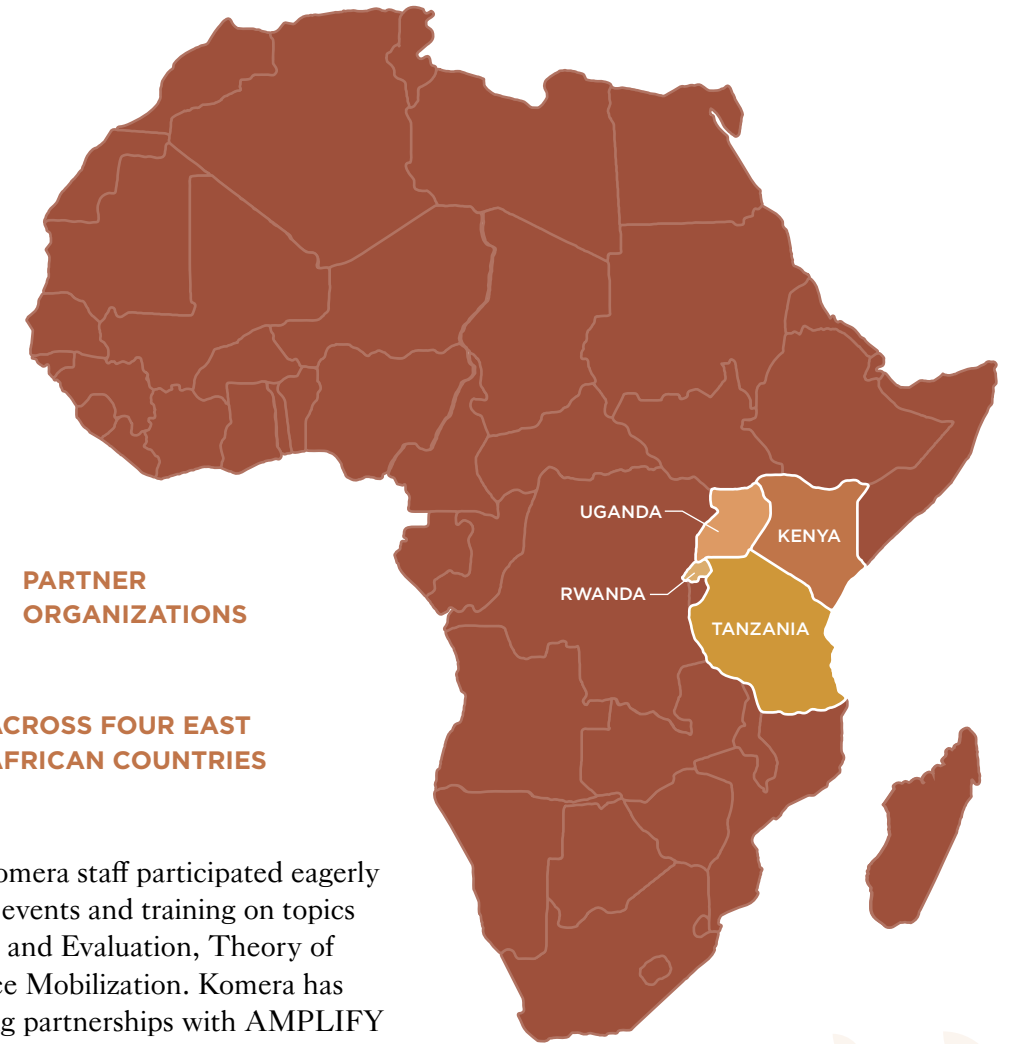 UGANDA
KENYA
RWANDA
TANZANIA
PARTNER
ORGANIZATIONS
ACROSS FOUR EAST
AFRICAN COUNTRIES
omera staff participated eagerly
events and training on topics
and Evaluation, Theory of
ce Mobilization. Komera has
g partnerships with AMPLIFY